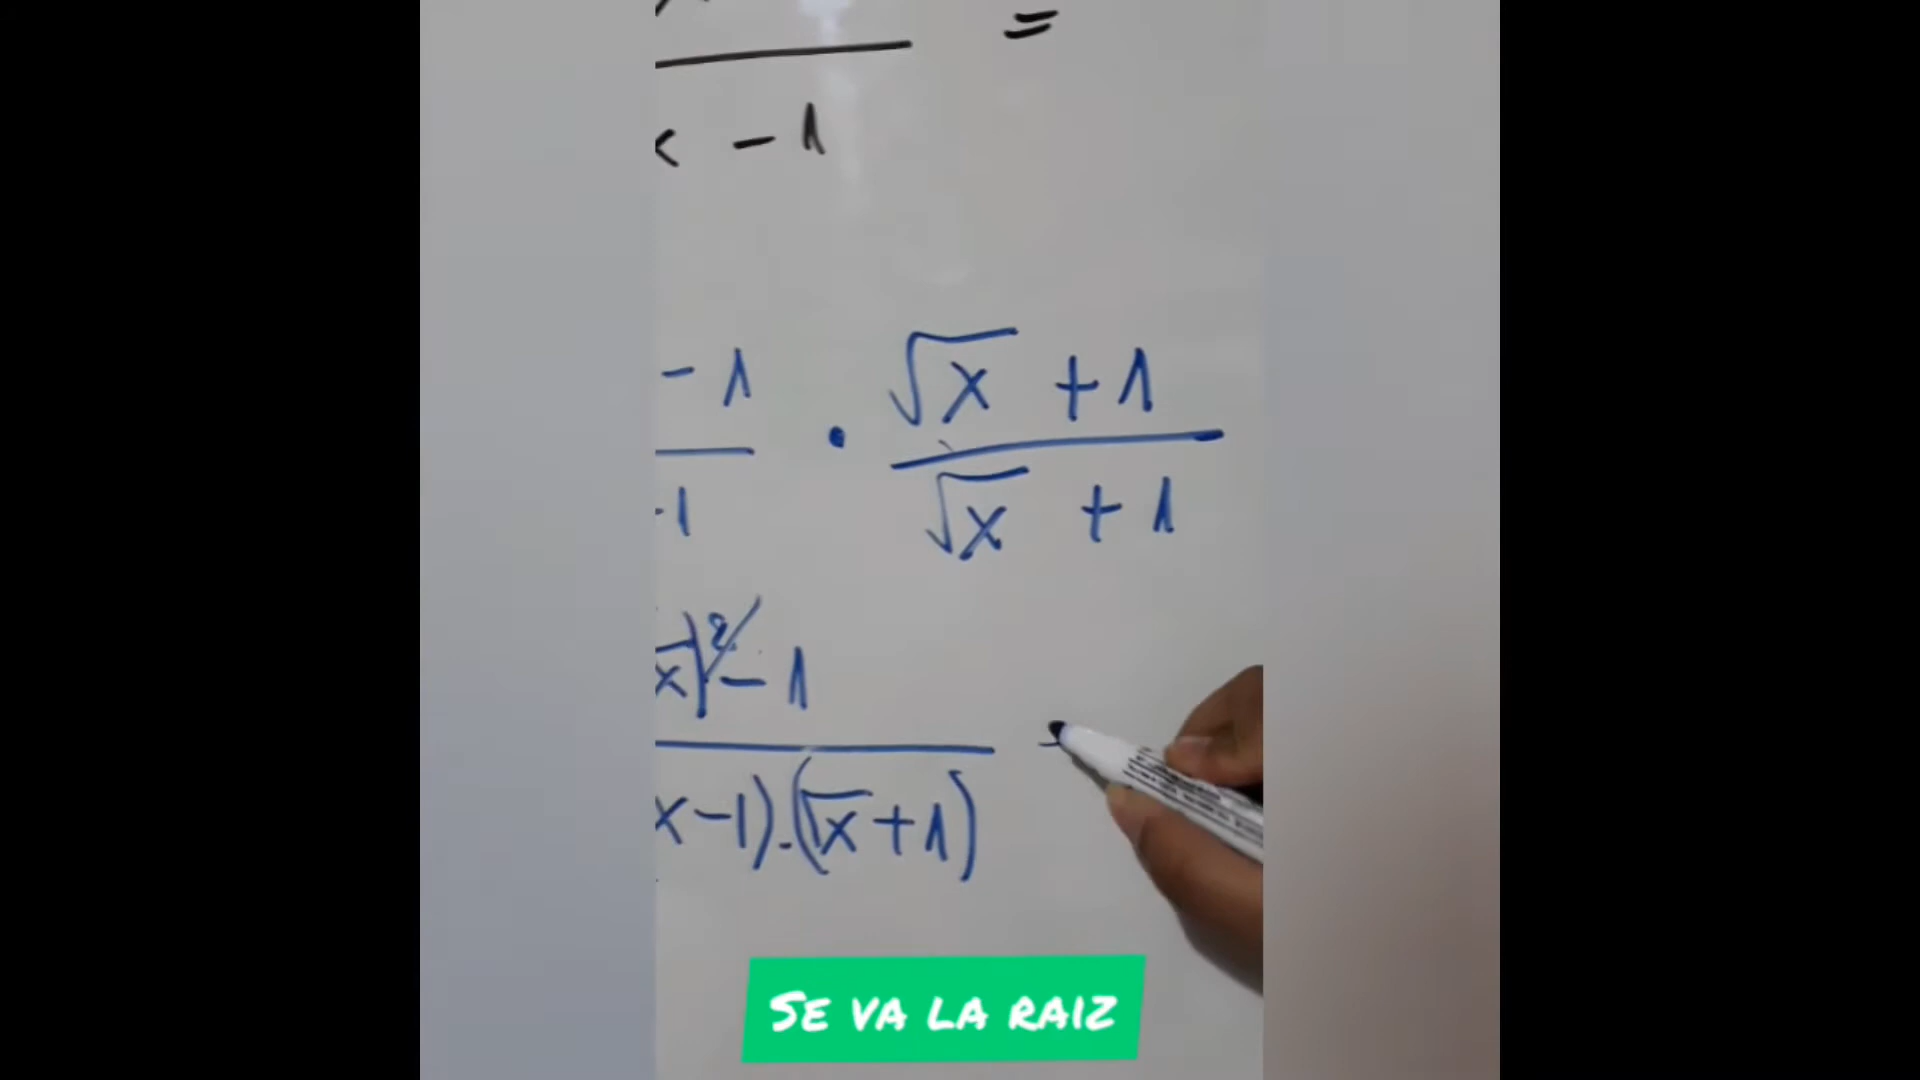 =
x - 1
- 1 · √x + 1
-1 √x + 1
√x)² - 1
x-1).(√x+1)
SE VA LA RAIZ